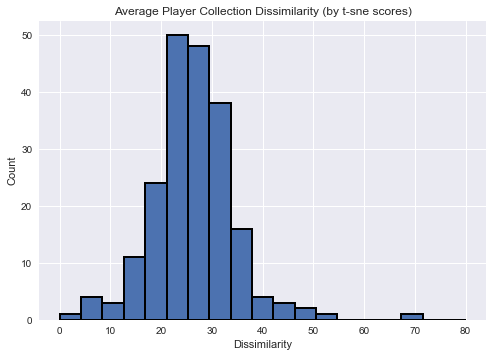 Average Player Collection Dissimilarity (by t-sne scores)
50
40
30
20
10
0
Count
0 10 20 30 40 50 60 70 80
Dissimilarity